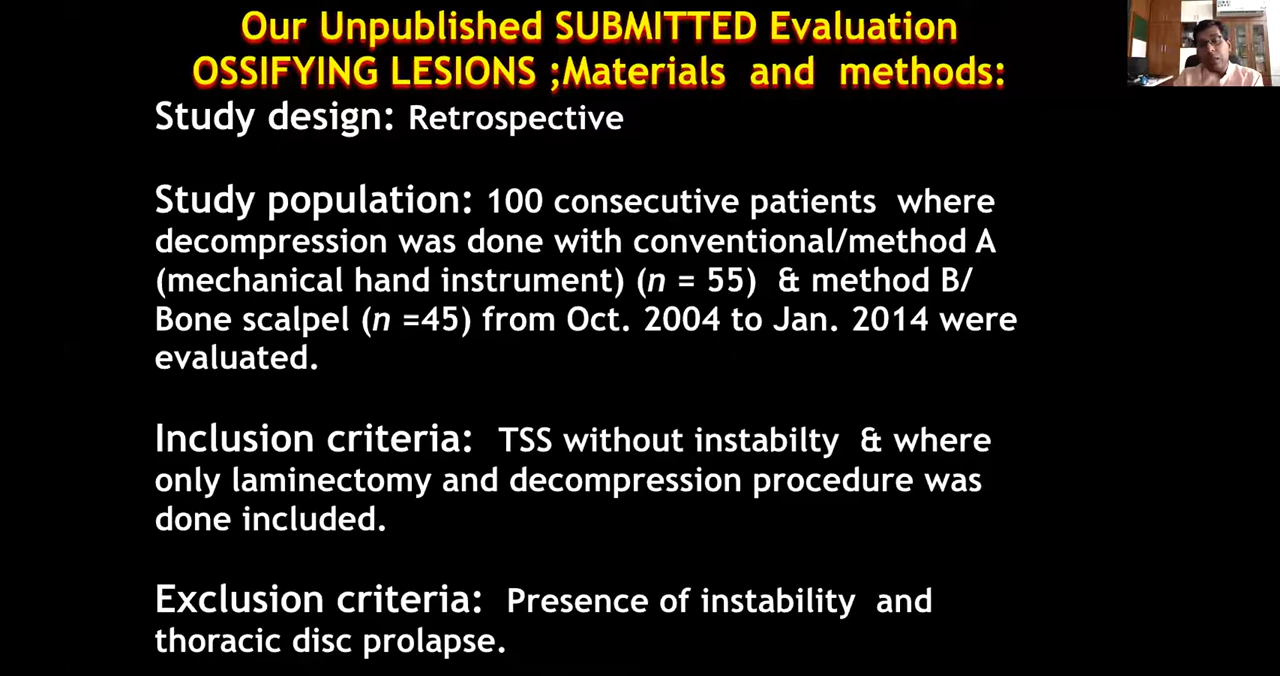 Our Unpublished SUBMITTED Evaluation
OSSIFYING LESIONS ;Materials and methods:
Study design: Retrospective
Study population: 100 consecutive patients where
decompression was done with conventional/method A
(mechanical hand instrument) (n = 55) & method B/
Bone scalpel (n =45) from Oct. 2004 to Jan. 2014 were
evaluated.
Inclusion criteria: TSS without instabilty & where
only laminectomy and decompression procedure was
done included.
Exclusion criteria: Presence of instability and
thoracic disc prolapse.